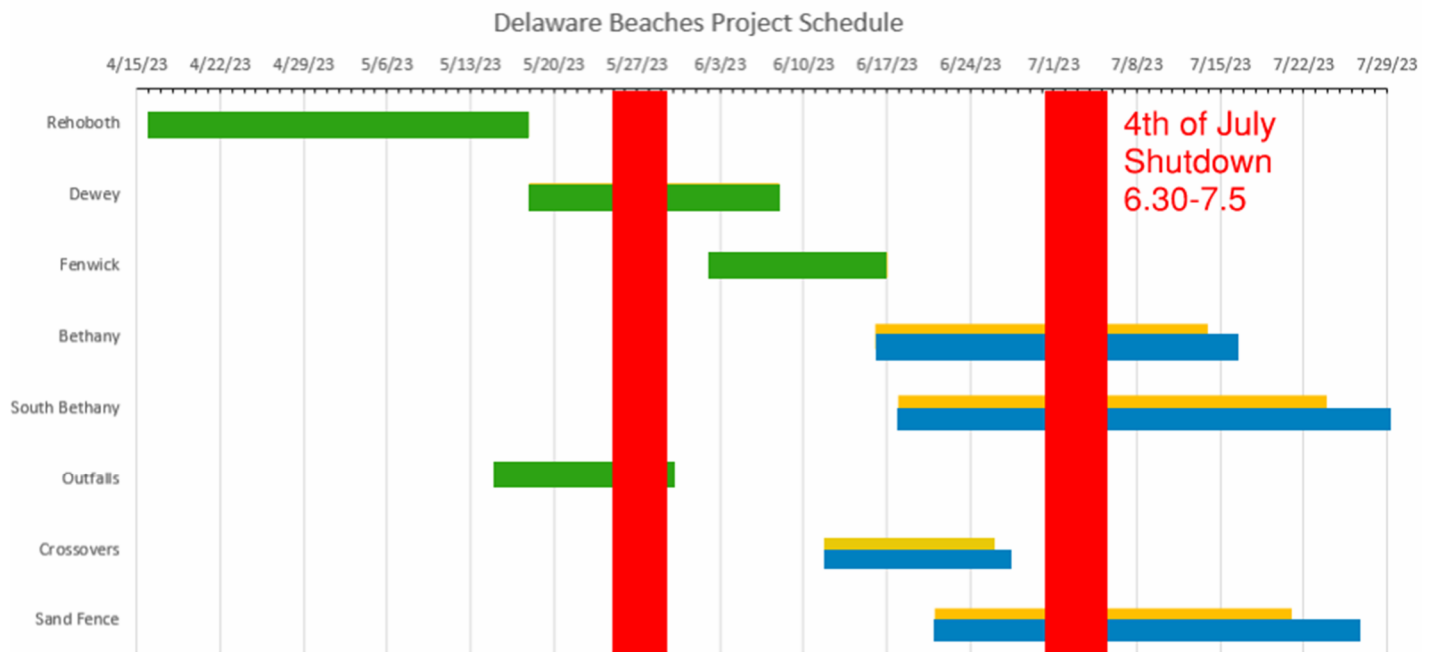 Delaware Beaches Project Schedule
4/15/23 4/22/23 4/29/23 5/6/23 5/13/23 5/20/23 5/27/23 6/3/23 6/10/23 6/17/23 6/24/23 7/1/23 7/8/23 7/15/23 7/22/23 7/29/23
Rehoboth
4th of July
Shutdown
6.30-7.5
Dewey
Fenwick
Bethany
South Bethany
Outfalls
Crossovers
Sand Fence